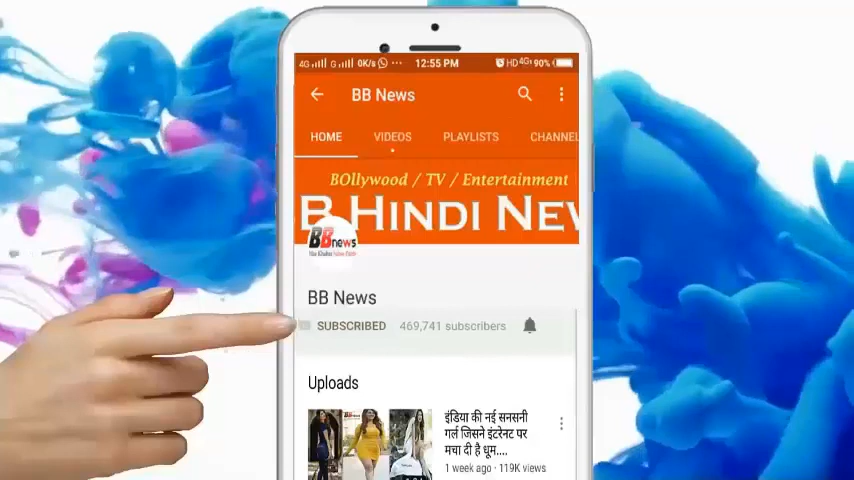 4G G 0K/s 12:55 PM HD 4G 90%
BB News
HOME VIDEOS PLAYLISTS CHANNEL
BOllywood / TV / Entertainment
B HINDI NEW
BBnews
BB News
SUBSCRIBED 469,741 subscribers
Uploads
इंडिया की नई सनसनी
गर्ल जिसने इंटरनेट पर
मचा दी है धूम....
1 week ago · 119K views